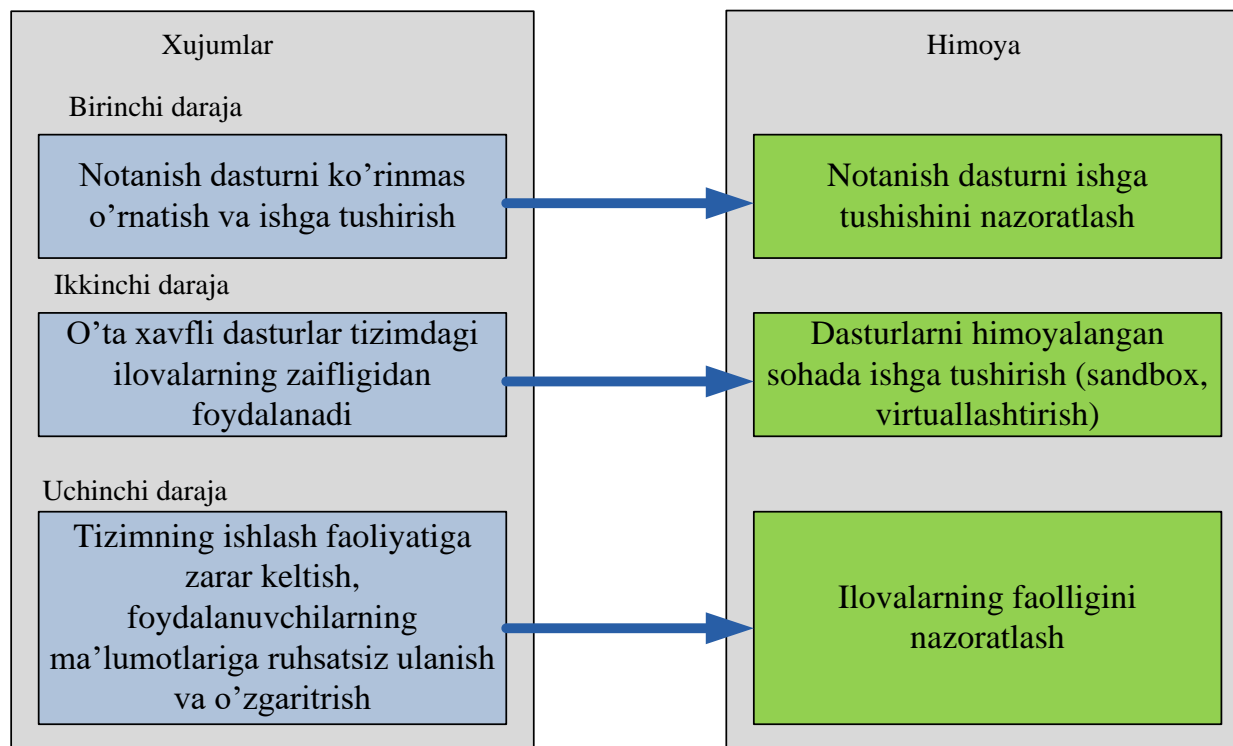 Xujumlar
Birinchi daraja
Notanish dasturni ko’rinmas
o’rnatish va ishga tushirish
Ikkinchi daraja
O’ta xavfli dasturlar tizimdagi
ilovalarning zaifligidan
foydalanadi
Uchinchi daraja
Tizimning ishlash faoliyatiga
zarar keltish,
foydalanuvchilarning
ma’lumotlariga ruhsatsiz ulanish
va o’zgaritrish
Himoya
Notanish dasturni ishga
tushishini nazoratlash
Dasturlarni himoyalangan
sohada ishga tushirish (sandbox,
virtuallashtirish)
Ilovalarning faolligini
nazoratlash